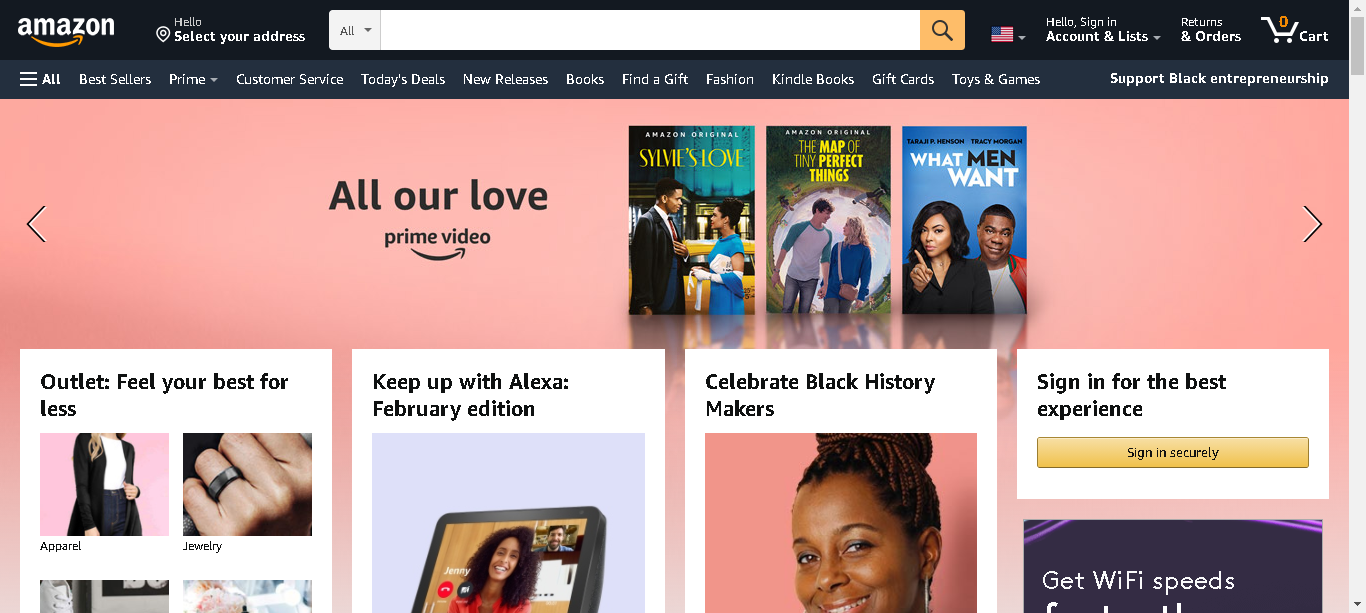 amazon
Hello
Select your address
All
Hello, Sign in
Account & Lists
Returns
& Orders
0
Cart
All
Best Sellers
Prime
Customer Service
Today's Deals
New Releases
Books
Find a Gift
Fashion
Kindle Books
Gift Cards
Toys & Games
Support Black entrepreneurship
All our love
prime video
AMAZON ORIGINAL
SYLVIE'S LOVE
AMAZON ORIGINAL
THE MAP OF
TINY PERFECT
THINGS
TARAJI P. HENSON TRACY MORGAN
WHAT MEN
WANT
Outlet: Feel your best for
less
Apparel
Jewelry
Keep up with Alexa:
February edition
Jenny
Celebrate Black History
Makers
Sign in for the best
experience
Sign in securely
Get WiFi speeds